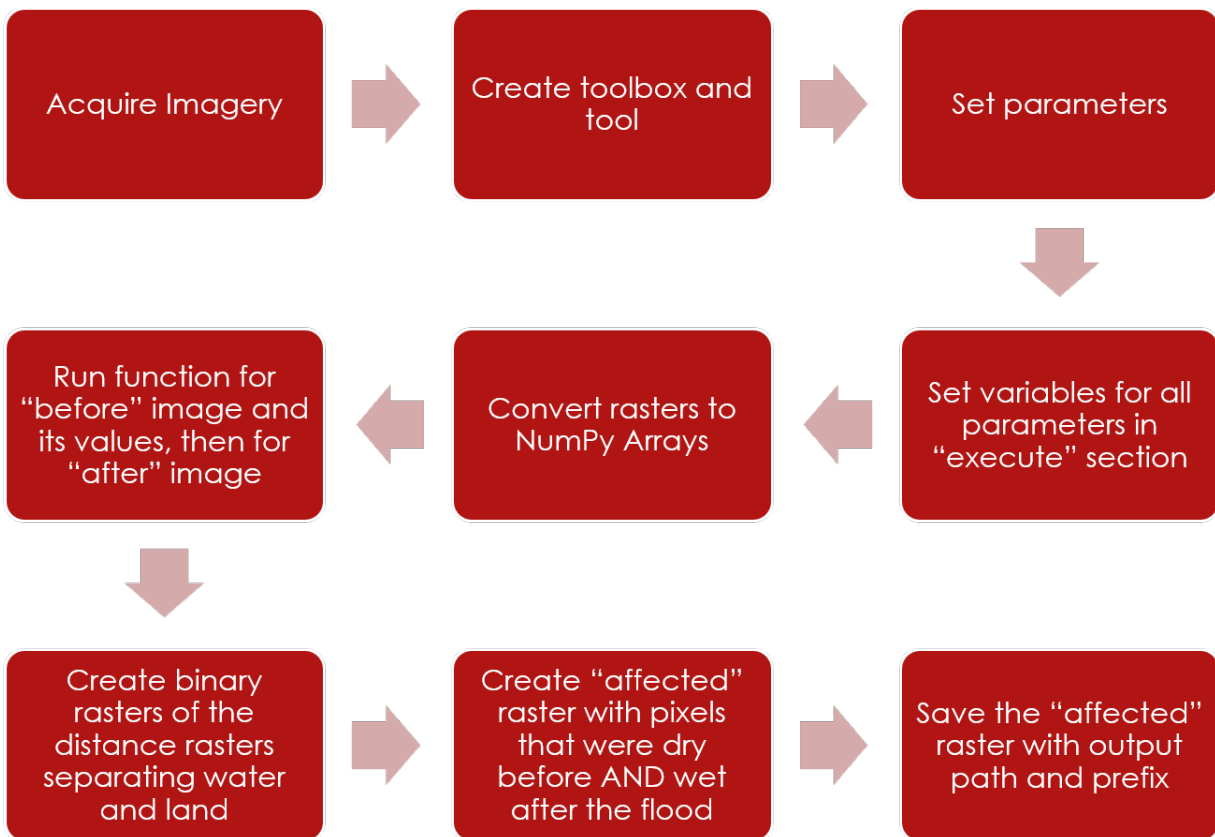 Acquire Imagery
Create toolbox and
tool
Set parameters
Set variables for all
parameters in
“execute” section
Convert rasters to
NumPy Arrays
Run function for
“before” image and
its values, then for
“after” image
Create binary
rasters of the
distance rasters
separating water
and land
Create “affected”
raster with pixels
that were dry
before AND wet
after the flood
Save the “affected”
raster with output
path and prefix